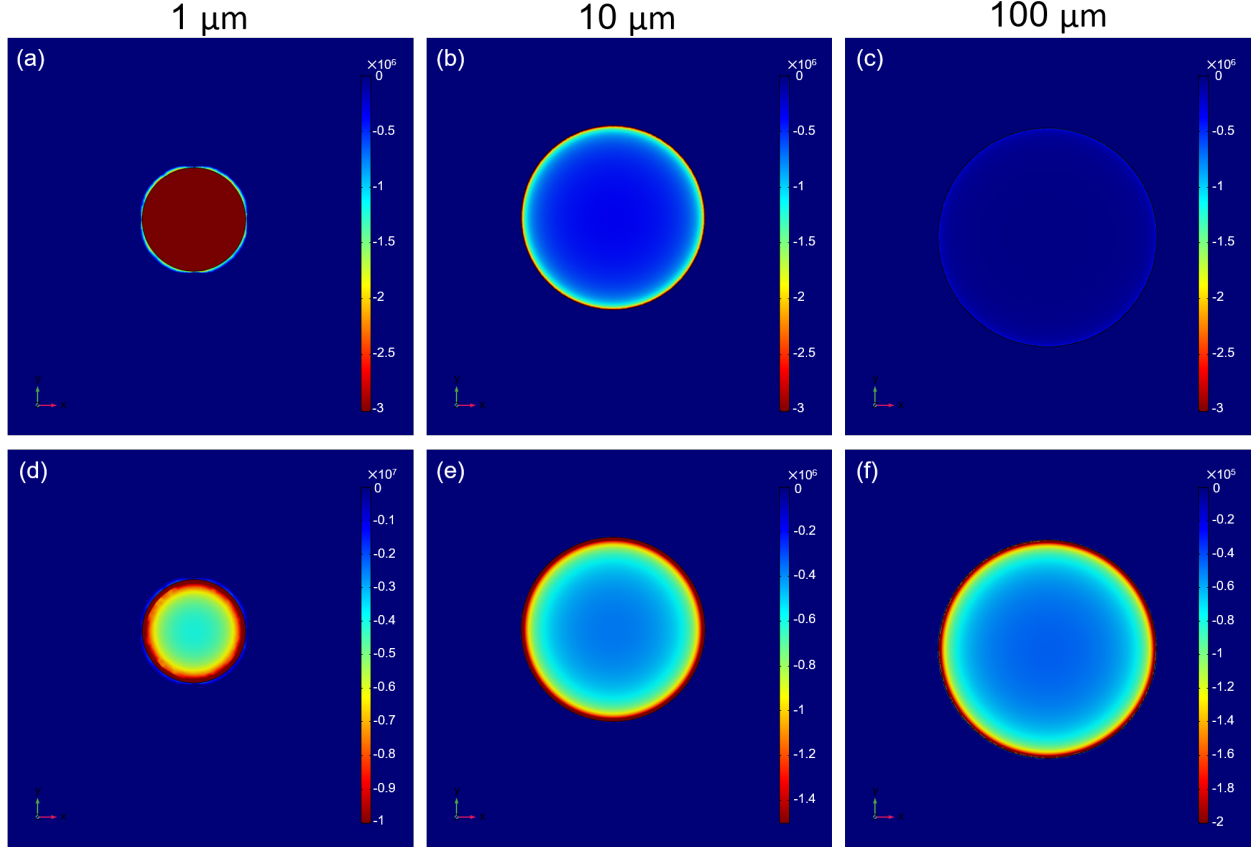 1 μm
10 μm
100 μm
(a)
×10⁶
0
-0.5
-1
-1.5
-2
-2.5
-3
y
x
(b)
×10⁶
0
-0.5
-1
-1.5
-2
-2.5
-3
y
x
(c)
×10⁶
0
-0.5
-1
-1.5
-2
-2.5
-3
y
x
(d)
×10⁷
0
-0.1
-0.2
-0.3
-0.4
-0.5
-0.6
-0.7
-0.8
-0.9
-1
y
x
(e)
×10⁶
0
-0.2
-0.4
-0.6
-0.8
-1
-1.2
-1.4
y
x
(f)
×10⁵
0
-0.2
-0.4
-0.6
-0.8
-1
-1.2
-1.4
-1.6
-1.8
-2
y
x